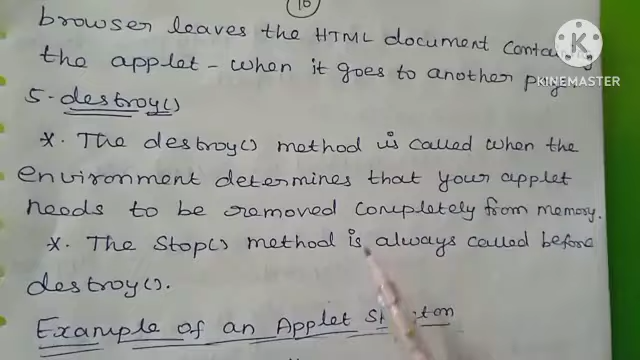 10
browser leaves the HTML document containing
the applet - when it goes to another page.
5. destroy()
*. The destroy() method is called when the
environment determines that your applet
needs to be removed completely from memory.
*. The Stop() method is always called before
destroy().
Example of an Applet
KINEMASTER